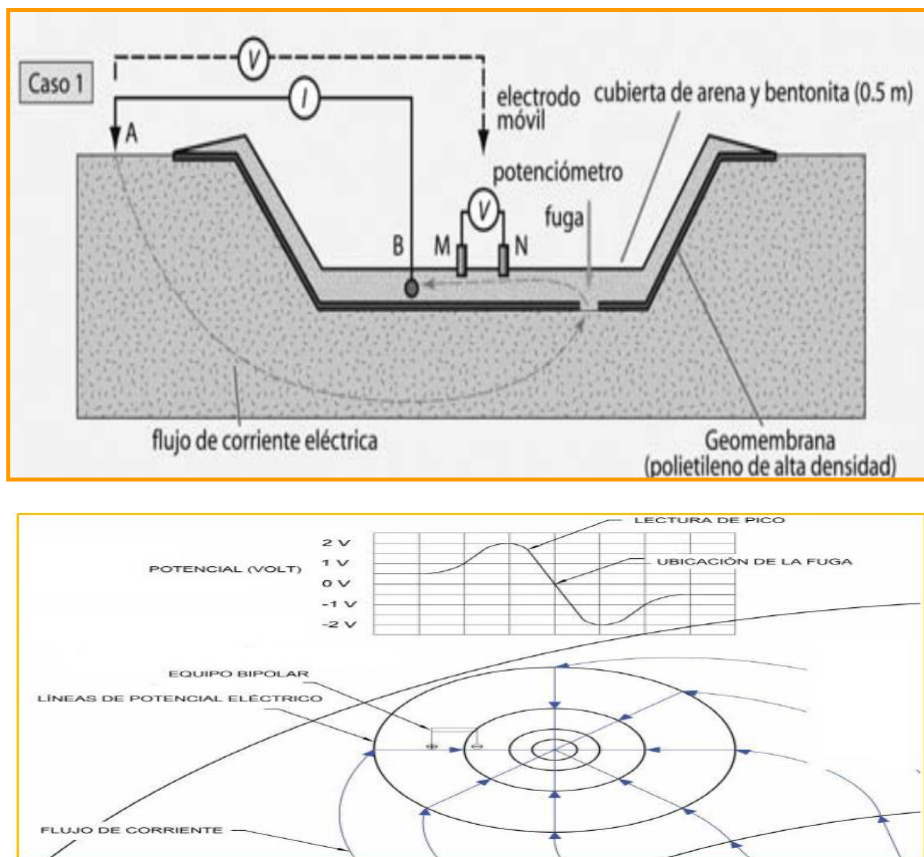 Caso 1
V
I
A
electrodo
móvil
cubierta de arena y bentonita (0.5 m)
potenciómetro
V
fuga
B
M
N
flujo de corriente eléctrica
Geomembrana
(polietileno de alta densidad)
LECTURA DE PICO
2 V
POTENCIAL (VOLT)
1 V
UBICACIÓN DE LA FUGA
0 V
-1 V
-2 V
EQUIPO BIPOLAR
LÍNEAS DE POTENCIAL ELÉCTRICO
FLUJO DE CORRIENTE